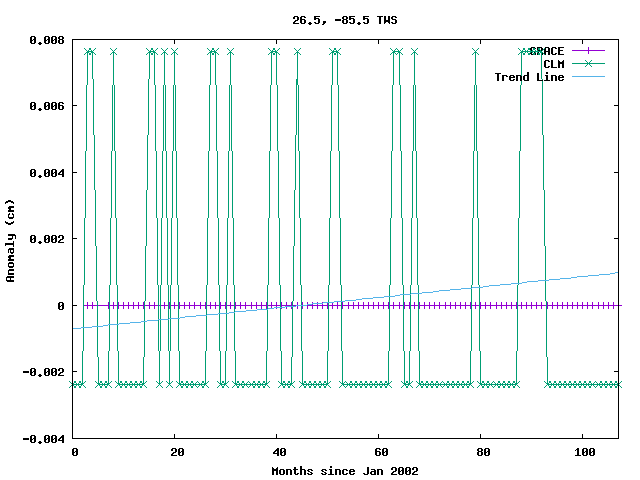 26.5, -85.5 TWS
0.008
GRACE
CLM
Trend Line
0.006
0.004
0.002
0
-0.002
-0.004
Anomaly (cm)
0 20 40 60 80 100
Months since Jan 2002